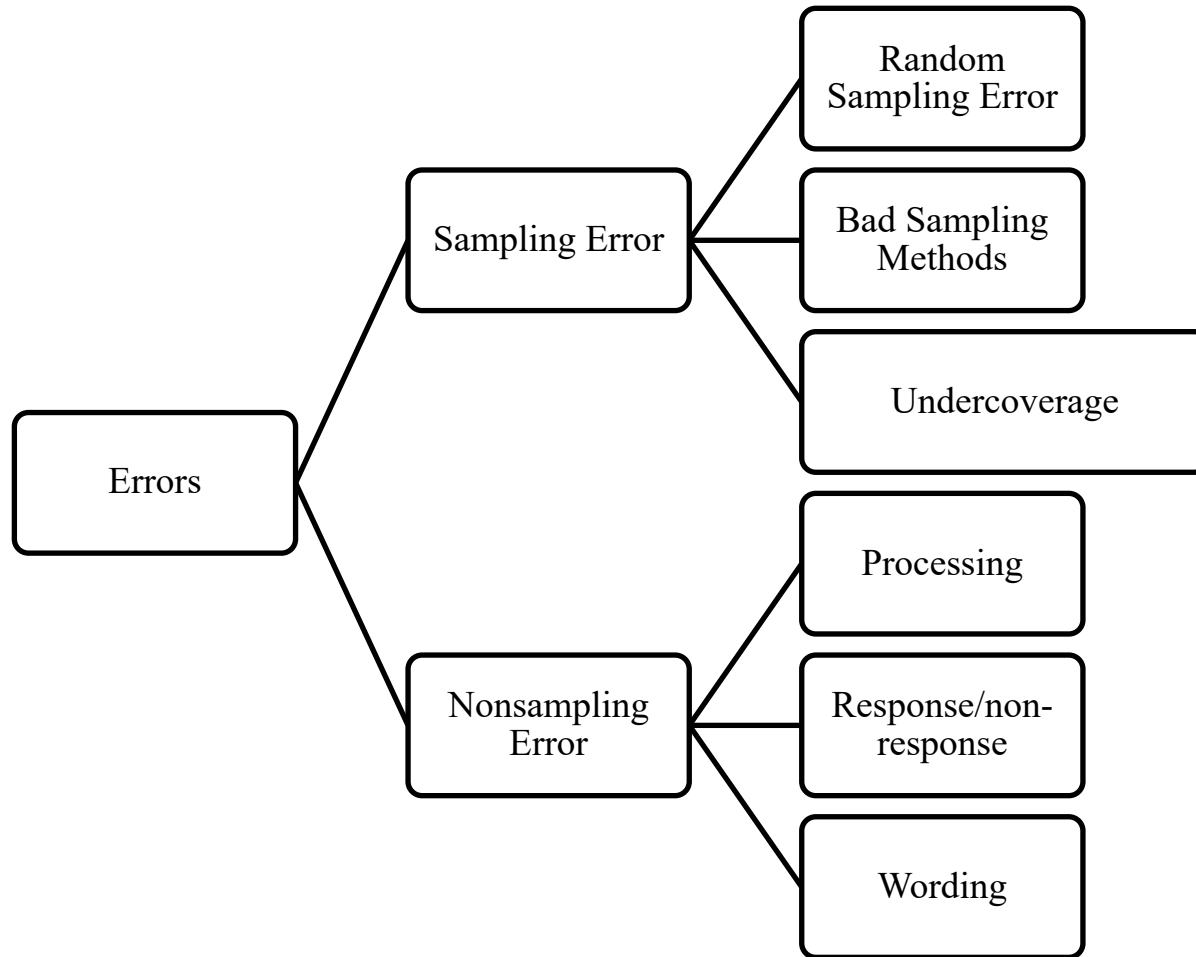 Errors
Sampling Error
Random
Sampling Error
Bad Sampling
Methods
Undercoverage
Nonsampling
Error
Processing
Response/non-
response
Wording